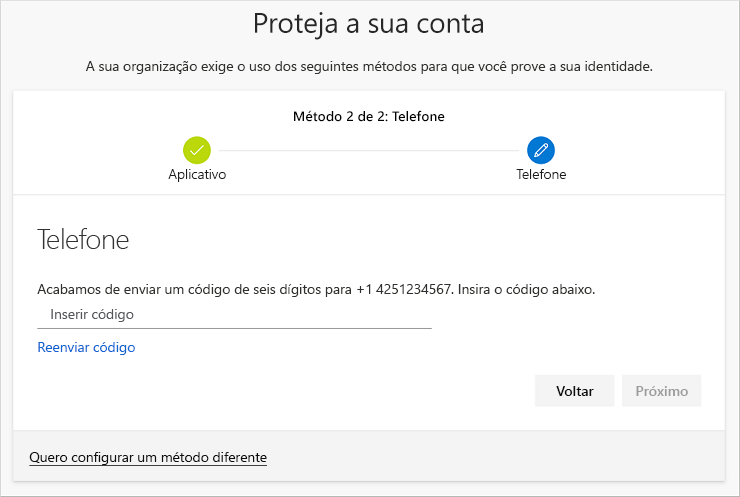 Proteja a sua conta
A sua organização exige o uso dos seguintes métodos para que você prove a sua identidade.
Método 2 de 2: Telefone
Aplicativo
Telefone
Telefone
Acabamos de enviar um código de seis dígitos para +1 4251234567. Insira o código abaixo.
Inserir código
Reenviar código
Voltar
Próximo
Quero configurar um método diferente